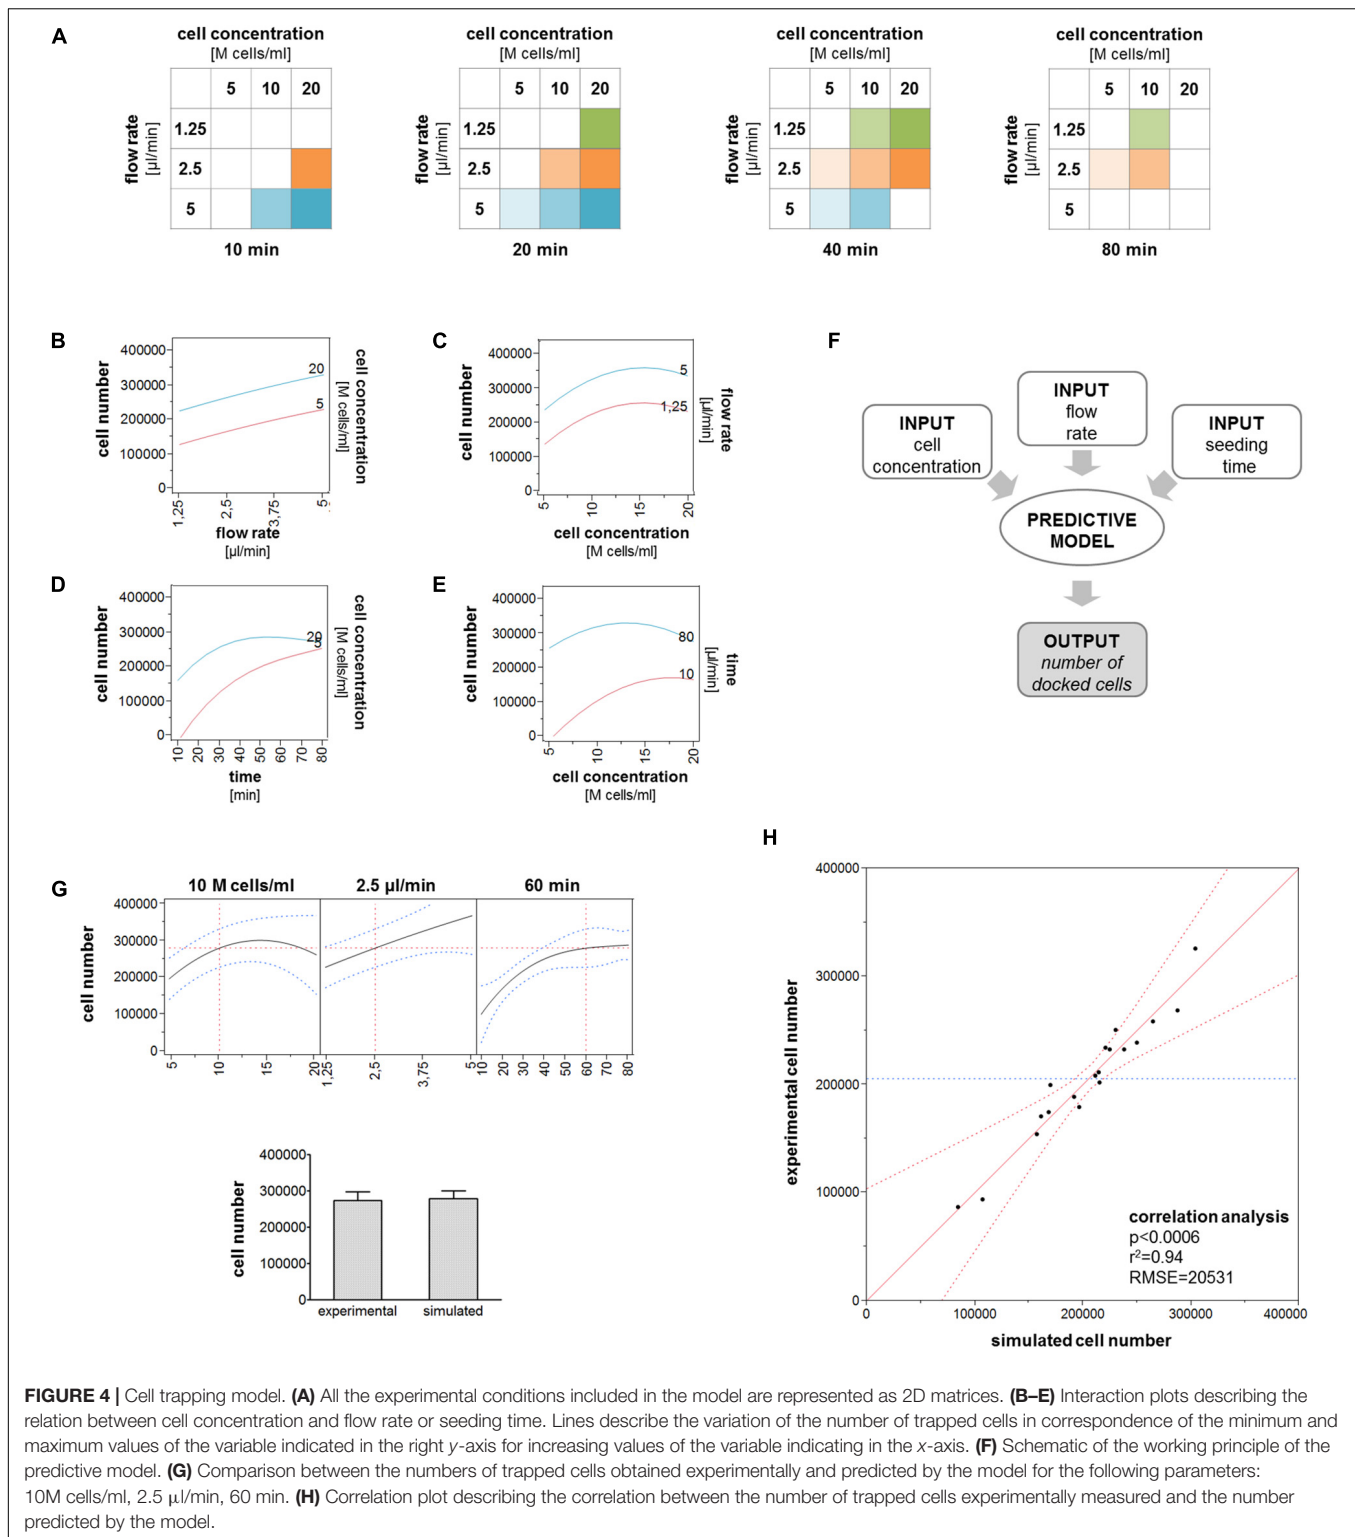 A
cell concentration
[M cells/ml]
5 10 20
flow rate
[µl/min]
1.25
2.5
5
10 min
cell concentration
[M cells/ml]
5 10 20
flow rate
[µl/min]
1.25
2.5
5
20 min
cell concentration
[M cells/ml]
5 10 20
flow rate
[µl/min]
1.25
2.5
5
40 min
cell concentration
[M cells/ml]
5 10 20
flow rate
[µl/min]
1.25
2.5
5
80 min
B
cell number
400000
300000
200000
100000
0
20
5
cell concentration
[M cells/ml]
1,25 2,5 3,75 5
flow rate
[µl/min]
C
cell number
400000
300000
200000
100000
0
5
1,25
flow rate
[µl/min]
5 10 15 20
cell concentration
[M cells/ml]
D
cell number
400000
300000
200000
100000
0
20
5
cell concentration
[M cells/ml]
10 20 30 40 50 60 70 80
time
[min]
E
cell number
400000
300000
200000
100000
0
80
10
time
[µl/min]
5 10 15 20
cell concentration
[M cells/ml]
F
INPUT
cell
concentration
INPUT
flow
rate
INPUT
seeding
time
PREDICTIVE
MODEL
OUTPUT
number of
docked cells
G
10 M cells/ml 2.5 µl/min 60 min
cell number
400000
300000
200000
100000
0
5 10 15 20
1,25 2,5 3,75 5
10 20 30 40 50 60 70 80
cell number
400000
300000
200000
100000
0
experimental simulated
H
experimental cell number
400000
300000
200000
100000
0
correlation analysis
p<0.0006
r²=0.94
RMSE=20531
0 100000 200000 300000 400000
simulated cell number
FIGURE 4 | Cell trapping model. (A) All the experimental conditions included in the model are represented as 2D matrices. (B–E) Interaction plots describing the
relation between cell concentration and flow rate or seeding time. Lines describe the variation of the number of trapped cells in correspondence of the minimum and
maximum values of the variable indicated in the right y-axis for increasing values of the variable indicating in the x-axis. (F) Schematic of the working principle of the
predictive model. (G) Comparison between the numbers of trapped cells obtained experimentally and predicted by the model for the following parameters:
10M cells/ml, 2.5 µl/min, 60 min. (H) Correlation plot describing the correlation between the number of trapped cells experimentally measured and the number
predicted by the model.